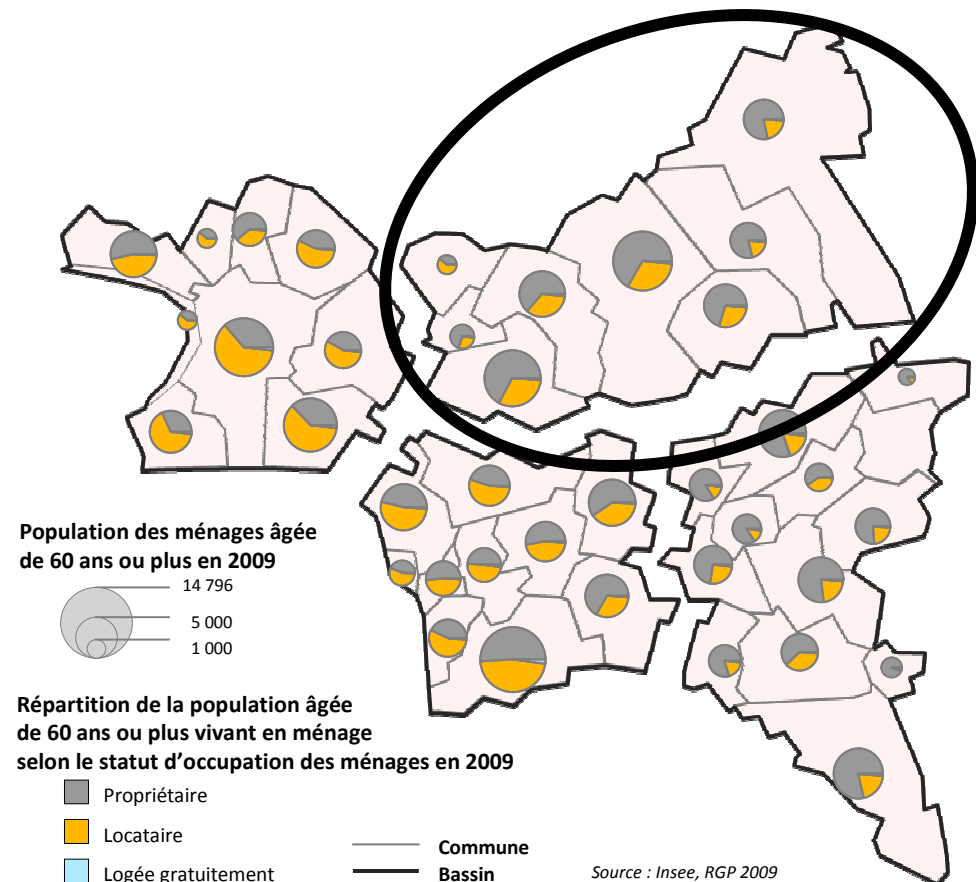 Population des ménages âgée
de 60 ans ou plus en 2009
14 796
5 000
1 000
Répartition de la population âgée
de 60 ans ou plus vivant en ménage
selon le statut d’occupation des ménages en 2009
Propriétaire
Locataire
Logée gratuitement
Commune
Bassin
Source : Insee, RGP 2009